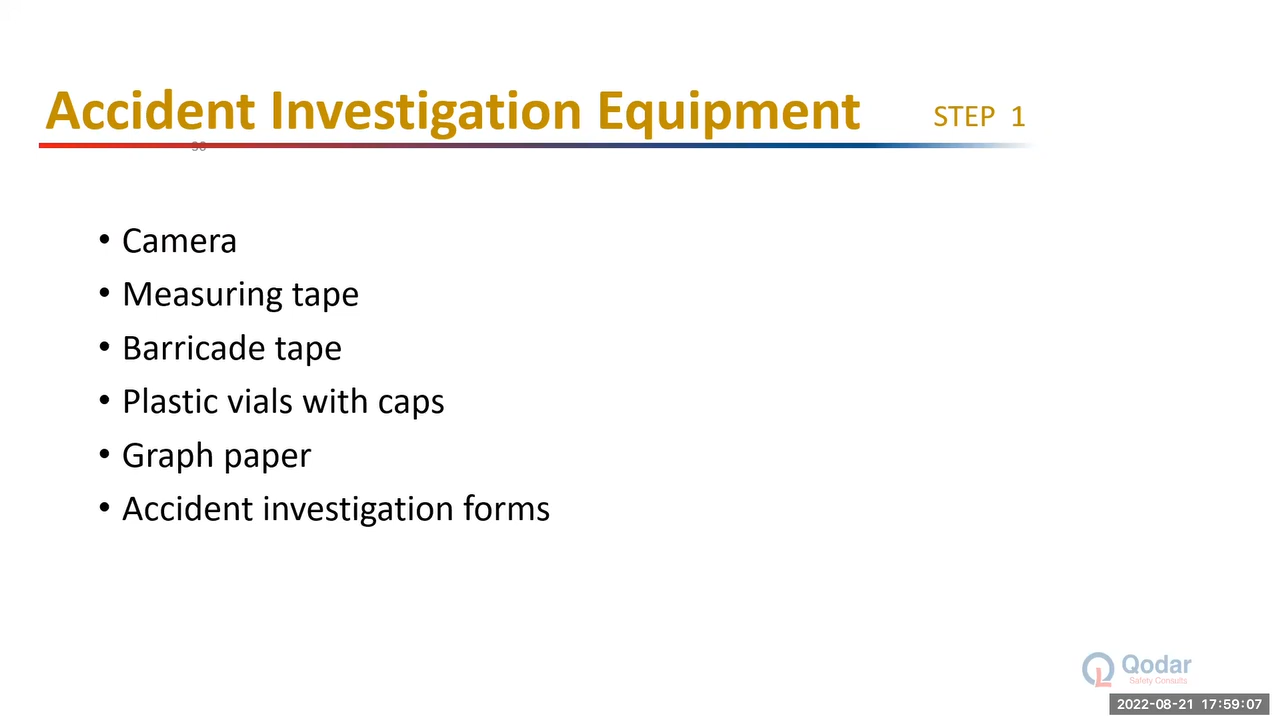 Accident Investigation Equipment STEP 1
• Camera
• Measuring tape
• Barricade tape
• Plastic vials with caps
• Graph paper
• Accident investigation forms
Qodar
Safety Consults
2022-08-21 17:59:07